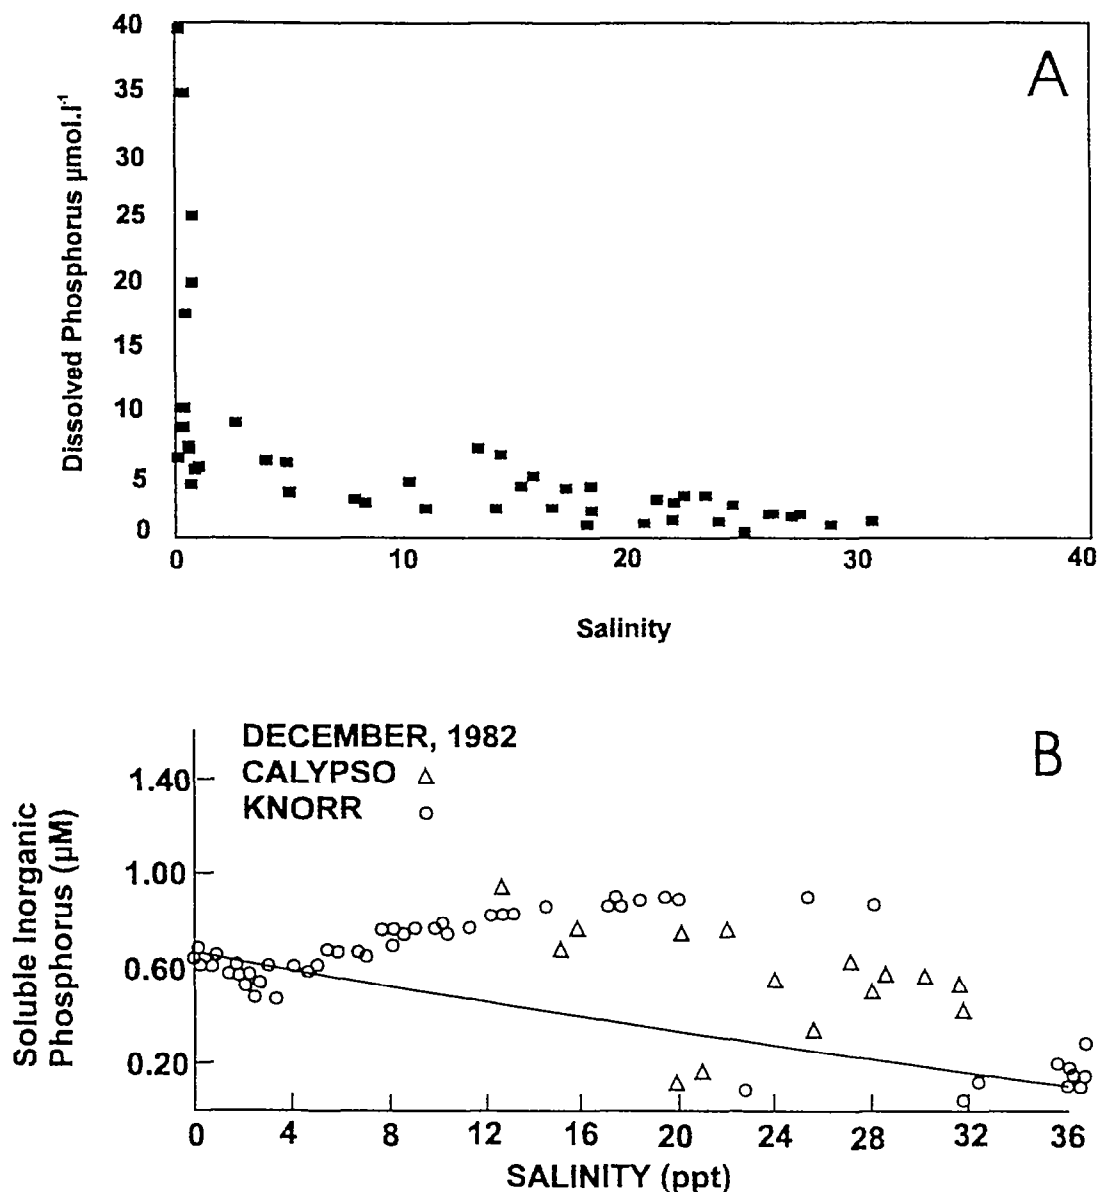 A
Dissolved Phosphorus µmol.l-1
40
35
30
25
20
15
10
5
0
0 10 20 30 40
Salinity
B
DECEMBER, 1982
CALYPSO
KNORR
Soluble Inorganic
Phosphorus (µM)
1.40
1.00
0.60
0.20
0 4 8 12 16 20 24 28 32 36
SALINITY (ppt)